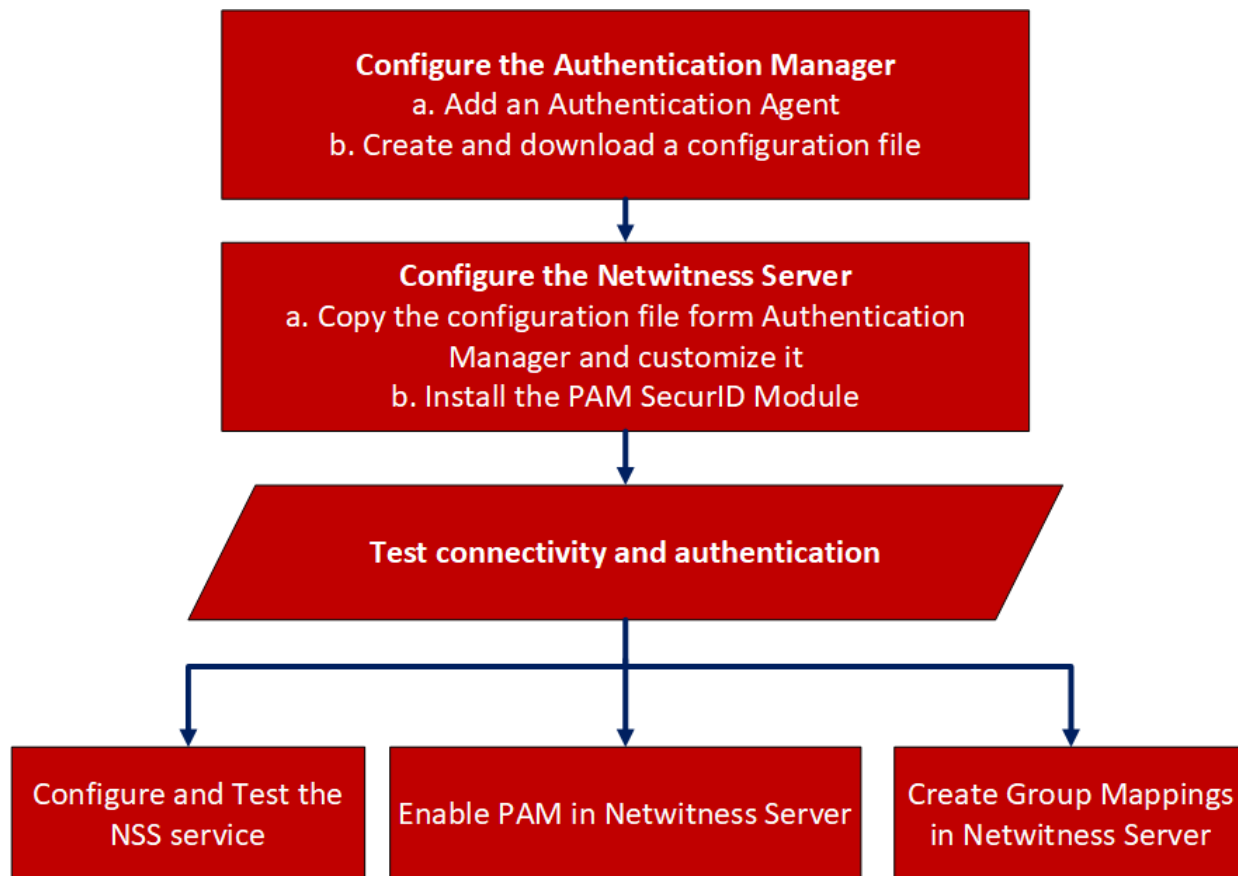 Configure the Authentication Manager
a. Add an Authentication Agent
b. Create and download a configuration file
Configure the Netwitness Server
a. Copy the configuration file form Authentication
Manager and customize it
b. Install the PAM SecurID Module
Test connectivity and authentication
Configure and Test the
NSS service
Enable PAM in Netwitness Server
Create Group Mappings
in Netwitness Server